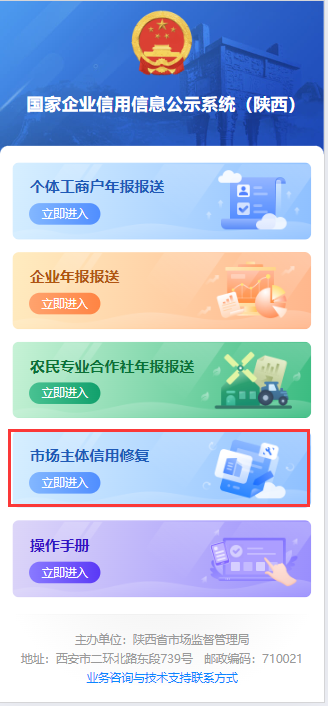 国家企业信用信息公示系统（陕西）
个体工商户年报报送
立即进入
企业年报报送
立即进入
农民专业合作社年报报送
立即进入
市场主体信用修复
立即进入
操作手册
立即进入
主办单位：陕西省市场监督管理局
地址：西安市二环北路东段739号 邮政编码：710021
业务咨询与技术支持联系方式